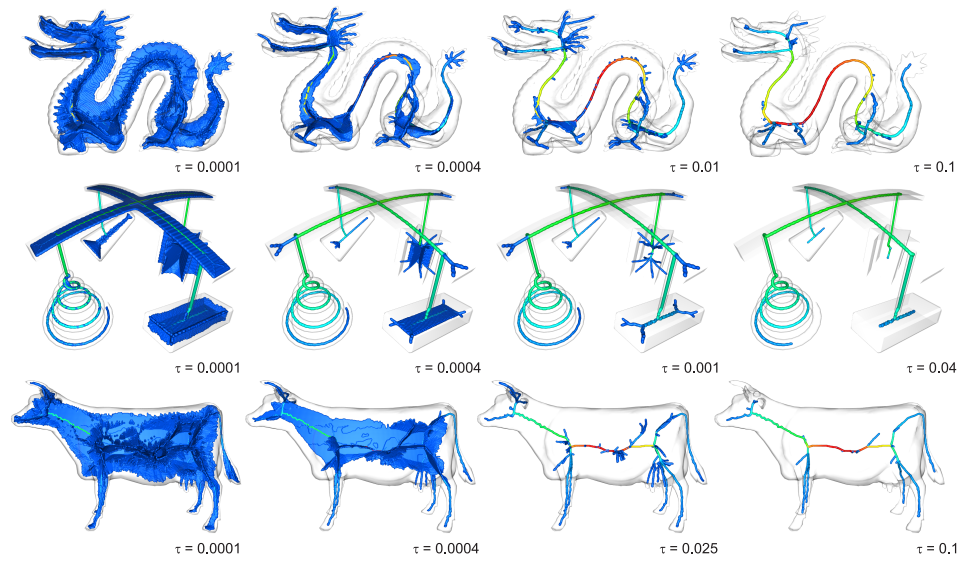 τ = 0.0001
τ = 0.0004
τ = 0.01
τ = 0.1
τ = 0.0001
τ = 0.0004
τ = 0.001
τ = 0.04
τ = 0.0001
τ = 0.0004
τ = 0.025
τ = 0.1